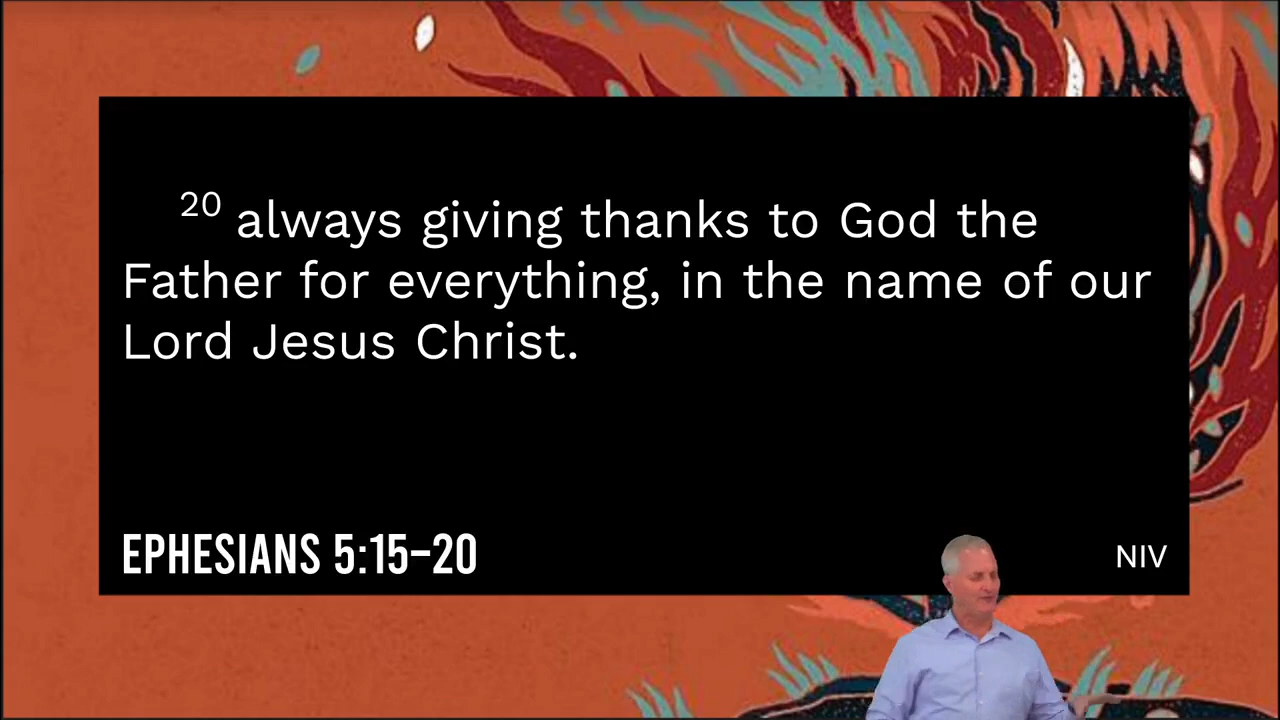 20 always giving thanks to God the
Father for everything, in the name of our
Lord Jesus Christ.
EPHESIANS 5:15–20
NIV